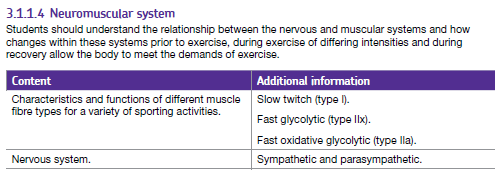 3.1.1.4 Neuromuscular system
Students should understand the relationship between the nervous and muscular systems and how
changes within these systems prior to exercise, during exercise of differing intensities and during
recovery allow the body to meet the demands of exercise.
Content
Additional information
Characteristics and functions of different muscle
fibre types for a variety of sporting activities.
Slow twitch (type I).
Fast glycolytic (type IIx).
Fast oxidative glycolytic (type IIa).
Nervous system.
Sympathetic and parasympathetic.